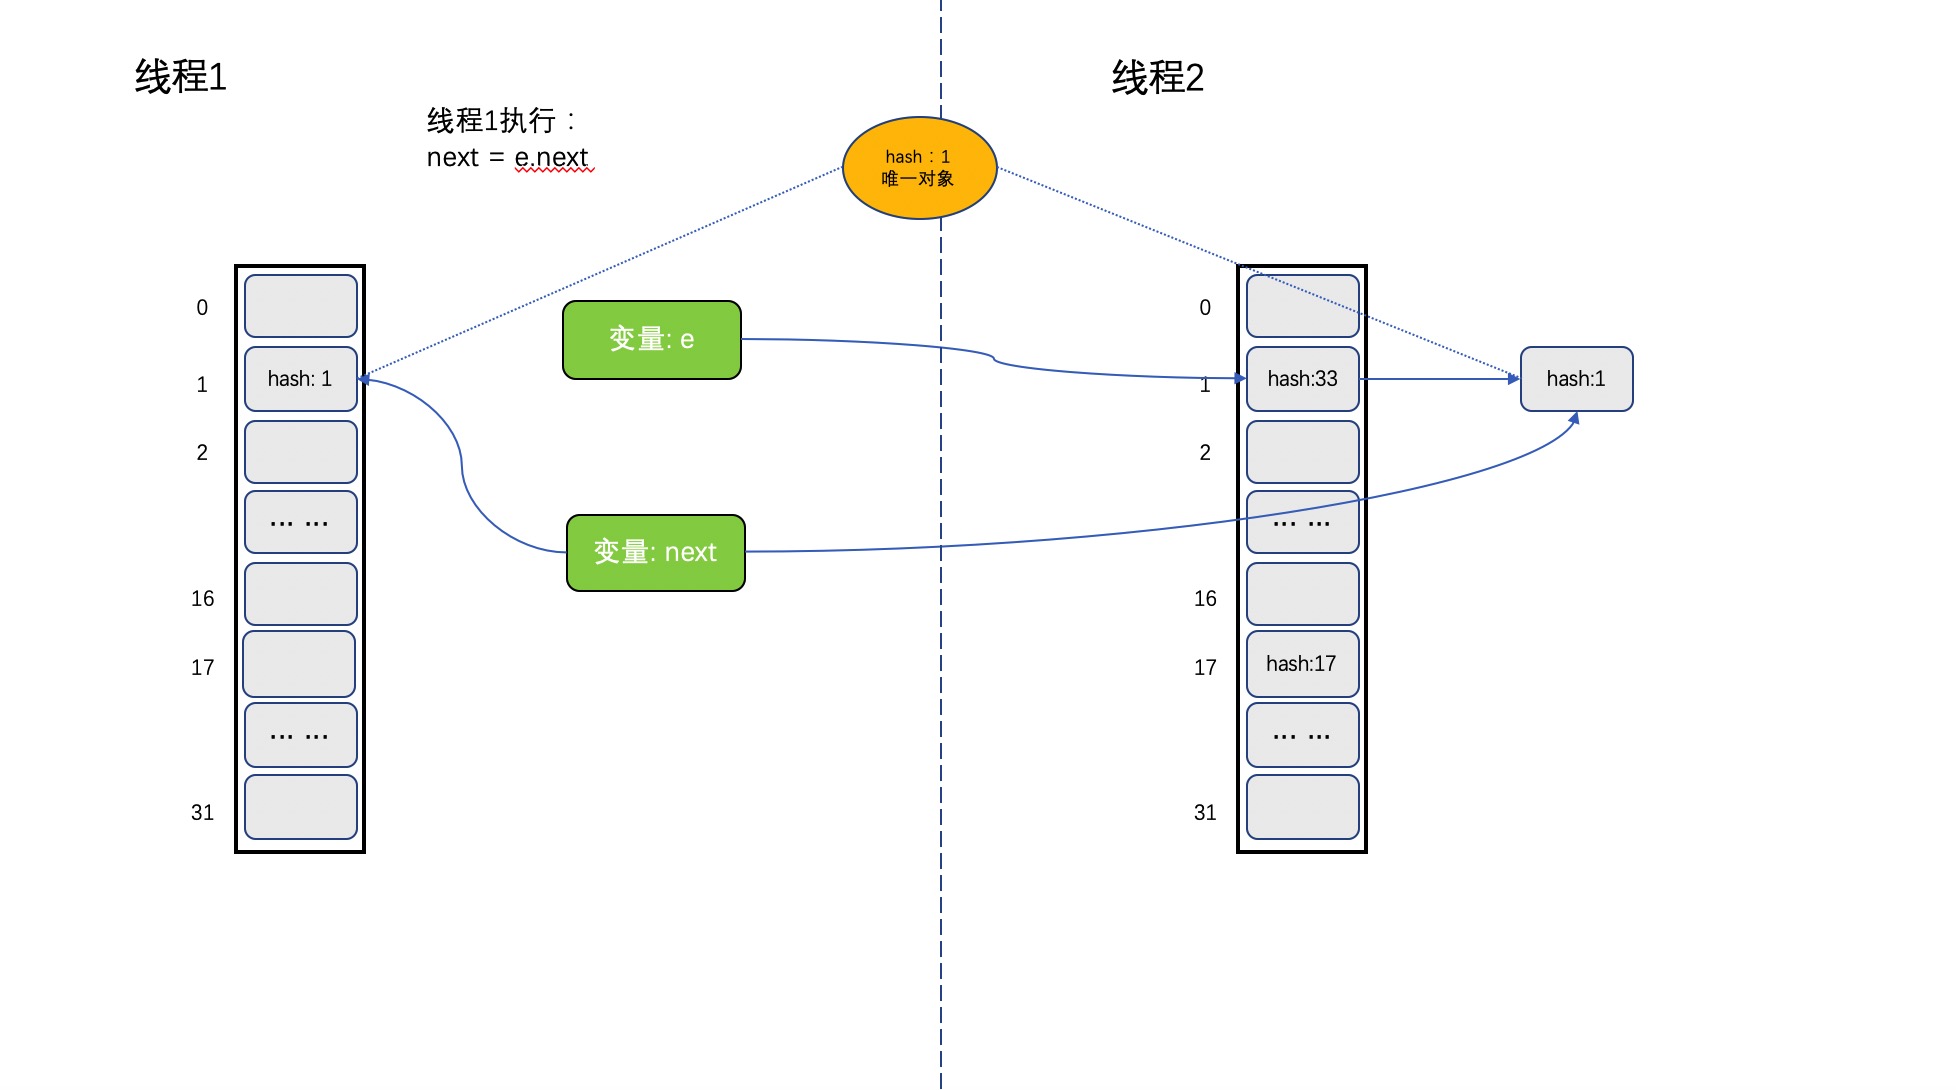 线程1
线程2
线程1执行：
next = e.next
hash：1
唯一对象
0
1
hash: 1
2
... ...
16
17
... ...
31
变量: e
变量: next
0
1
hash:33
hash:1
2
... ...
16
17
hash:17
... ...
31